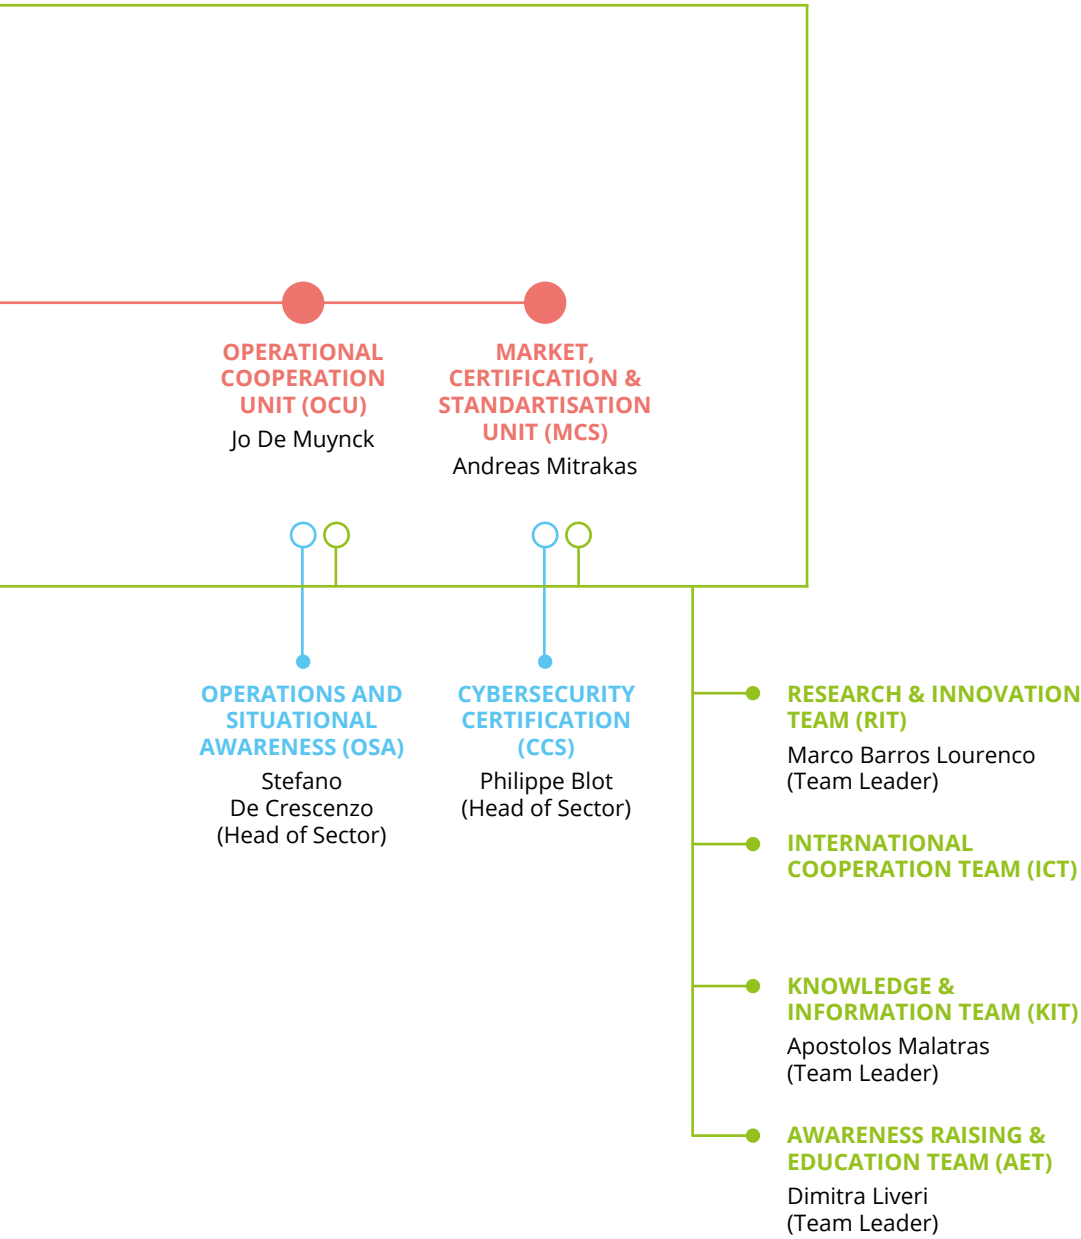 OPERATIONAL
COOPERATION
UNIT (OCU)
Jo De Muynck
MARKET,
CERTIFICATION &
STANDARTISATION
UNIT (MCS)
Andreas Mitrakas
OPERATIONS AND
SITUATIONAL
AWARENESS (OSA)
Stefano
De Crescenzo
(Head of Sector)
CYBERSECURITY
CERTIFICATION
(CCS)
Philippe Blot
(Head of Sector)
RESEARCH & INNOVATION
TEAM (RIT)
Marco Barros Lourenco
(Team Leader)
INTERNATIONAL
COOPERATION TEAM (ICT)
KNOWLEDGE &
INFORMATION TEAM (KIT)
Apostolos Malatras
(Team Leader)
AWARENESS RAISING &
EDUCATION TEAM (AET)
Dimitra Liveri
(Team Leader)